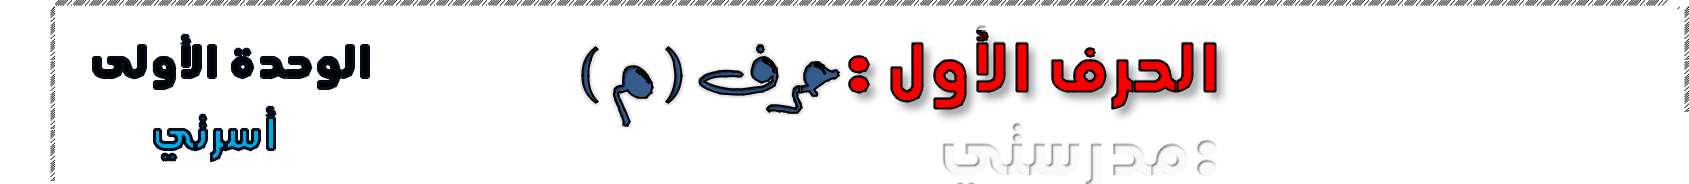 الحرف الأول : حرف ( م )
الوحدة الأولى
مدرستي:
أسرتي